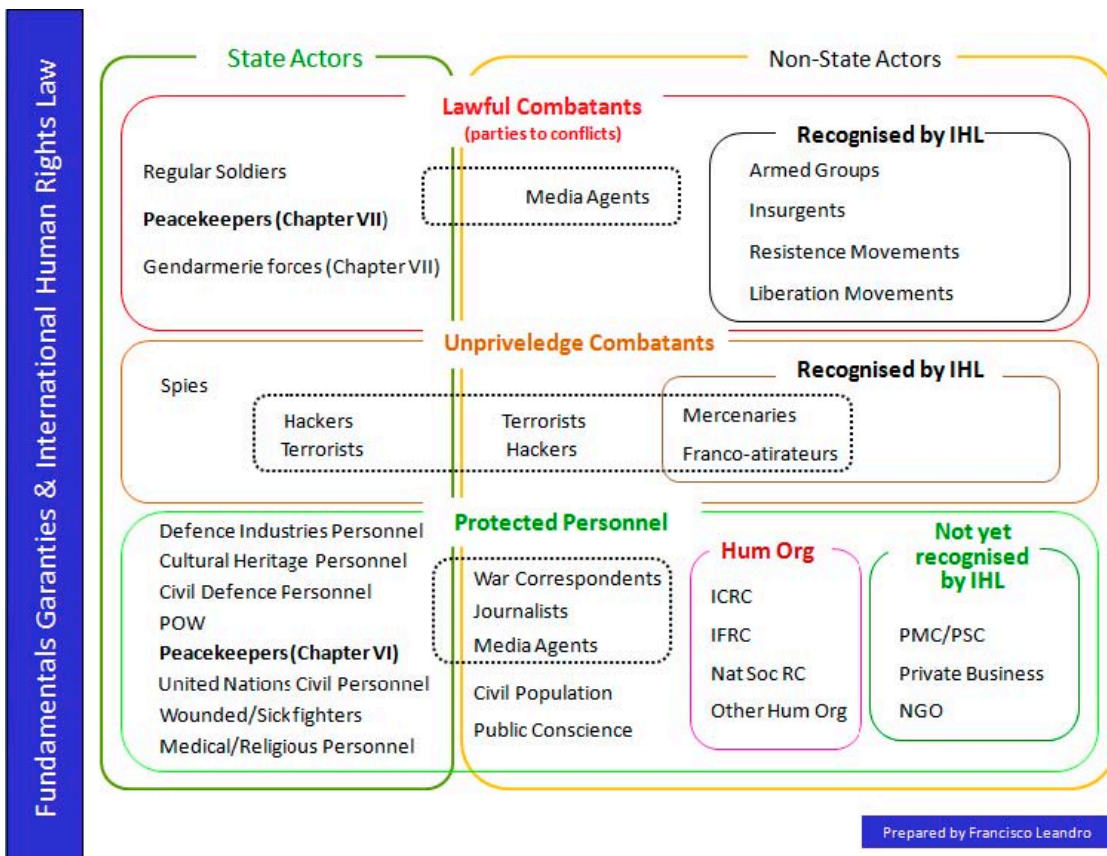 Fundamentals Garanties & International Human Rights Law
State Actors
Non-State Actors
Lawful Combatants
(parties to conflicts)
Regular Soldiers
Peacekeepers (Chapter VII)
Gendarmerie forces (Chapter VII)
Media Agents
Recognised by IHL
Armed Groups
Insurgents
Resistence Movements
Liberation Movements
Unpriveledge Combatants
Spies
Hackers
Terrorists
Terrorists
Hackers
Recognised by IHL
Mercenaries
Franco-atirateurs
Protected Personnel
Defence Industries Personnel
Cultural Heritage Personnel
Civil Defence Personnel
POW
Peacekeepers (Chapter VI)
United Nations Civil Personnel
Wounded/Sick fighters
Medical/Religious Personnel
War Correspondents
Journalists
Media Agents
Civil Population
Public Conscience
Hum Org
ICRC
IFRC
Nat Soc RC
Other Hum Org
Not yet
recognised
by IHL
PMC/PSC
Private Business
NGO
Prepared by Francisco Leandro